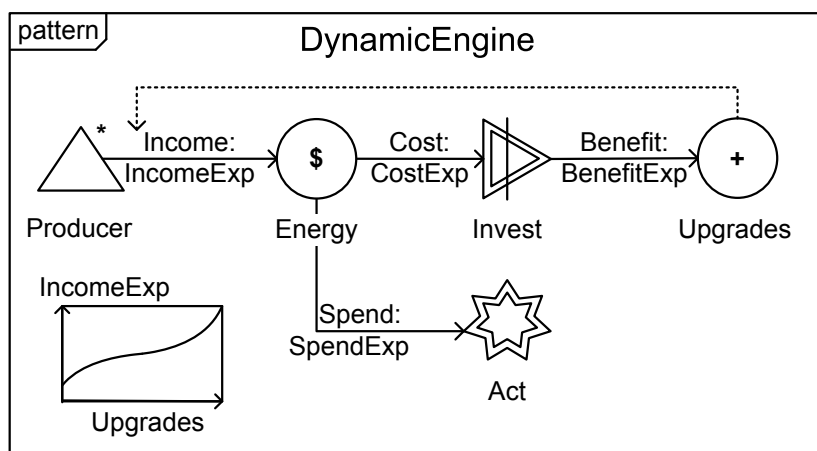 pattern
DynamicEngine
*
Income:
IncomeExp
$
Cost:
CostExp
Benefit:
BenefitExp
+
Producer
Energy
Invest
Upgrades
IncomeExp
Upgrades
Spend:
SpendExp
Act